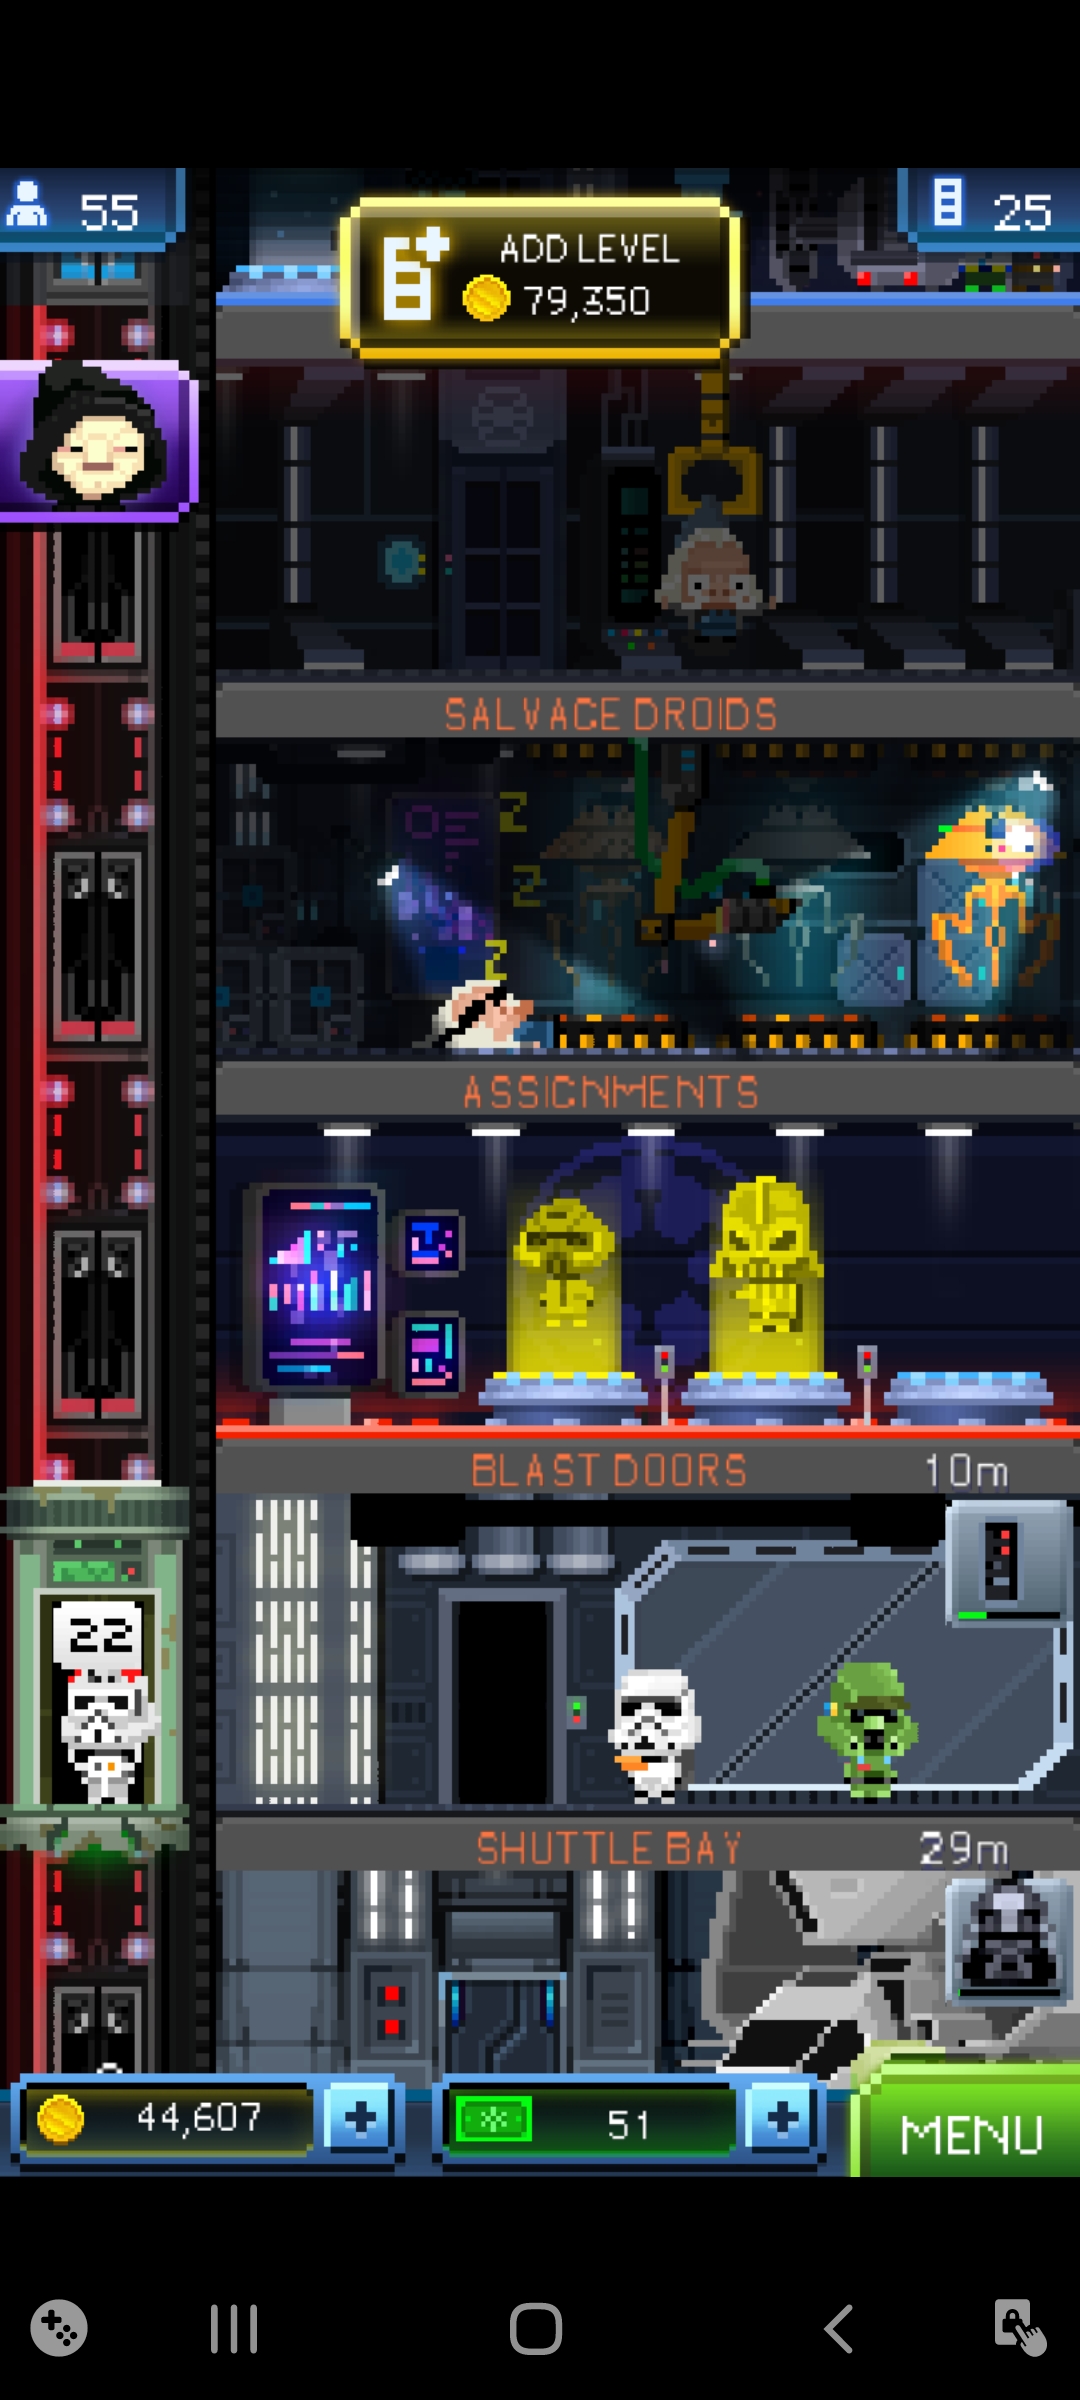 55
25
ADD LEVEL
79,350
SALVAGE DROIDS
Z
Z
Z
ASSIGNMENTS
BLAST DOORS 10m
22
SHUTTLE BAY 29m
44,607
51
MENU